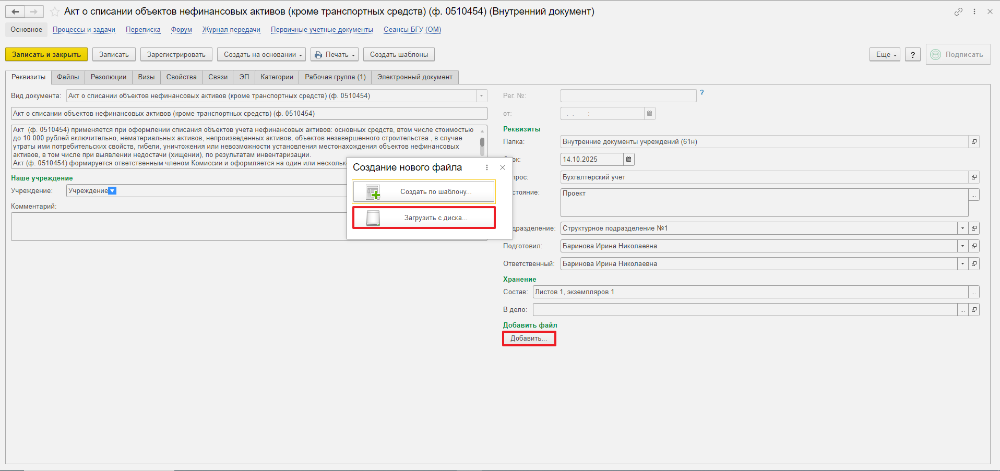 Акт о списании объектов нефинансовых активов (кроме транспортных средств) (ф. 0510454) (Внутренний документ)
Основное Процессы и задачи Переписка Форум Журнал передачи Первичные учетные документы Сеансы БГУ (ОМ)
Записать и закрыть Записать Зарегистрировать Создать на основании Печать Создать шаблоны Еще ? Подписать
Реквизиты Файлы Резолюции Визы Свойства Связи ЭП Категории Рабочая группа (1) Электронный документ
Вид документа: Акт о списании объектов нефинансовых активов (кроме транспортных средств) (ф. 0510454)
Акт о списании объектов нефинансовых активов (кроме транспортных средств) (ф. 0510454)
Акт (ф. 0510454) применяется при оформлении списания объектов учета нефинансовых активов: основных средств, втом числе стоимостью
до 10 000 рублей включительно, нематериальных активов, непроизведенных активов, объектов незавершенного строительства , в случае
утраты ими потребительских свойств, гибели, уничтожения или невозможности установления местонахождения объектов нефинансовых
активов, в том числе при выявлении недостачи (хищении), по результатам инвентаризации.
Акт (ф. 0510454) формируется ответственным членом Комиссии и оформляется на один или нескольк
Наше учреждение
Учреждение: Учреждение
Комментарий:
Создание нового файла
Создать по шаблону...
Загрузить с диска...
Рег. №: ?
от: . . :
Реквизиты
Папка: Внутренние документы учреждений (61н)
ок: 14.10.2025
прос: Бухгалтерский учет
стояние: Проект ...
дразделение: Структурное подразделение №1
Подготовил: Баринова Ирина Николаевна
Ответственный: Баринова Ирина Николаевна
Хранение
Состав: Листов 1, экземпляров 1 ...
В дело: ...
Добавить файл
Добавить...